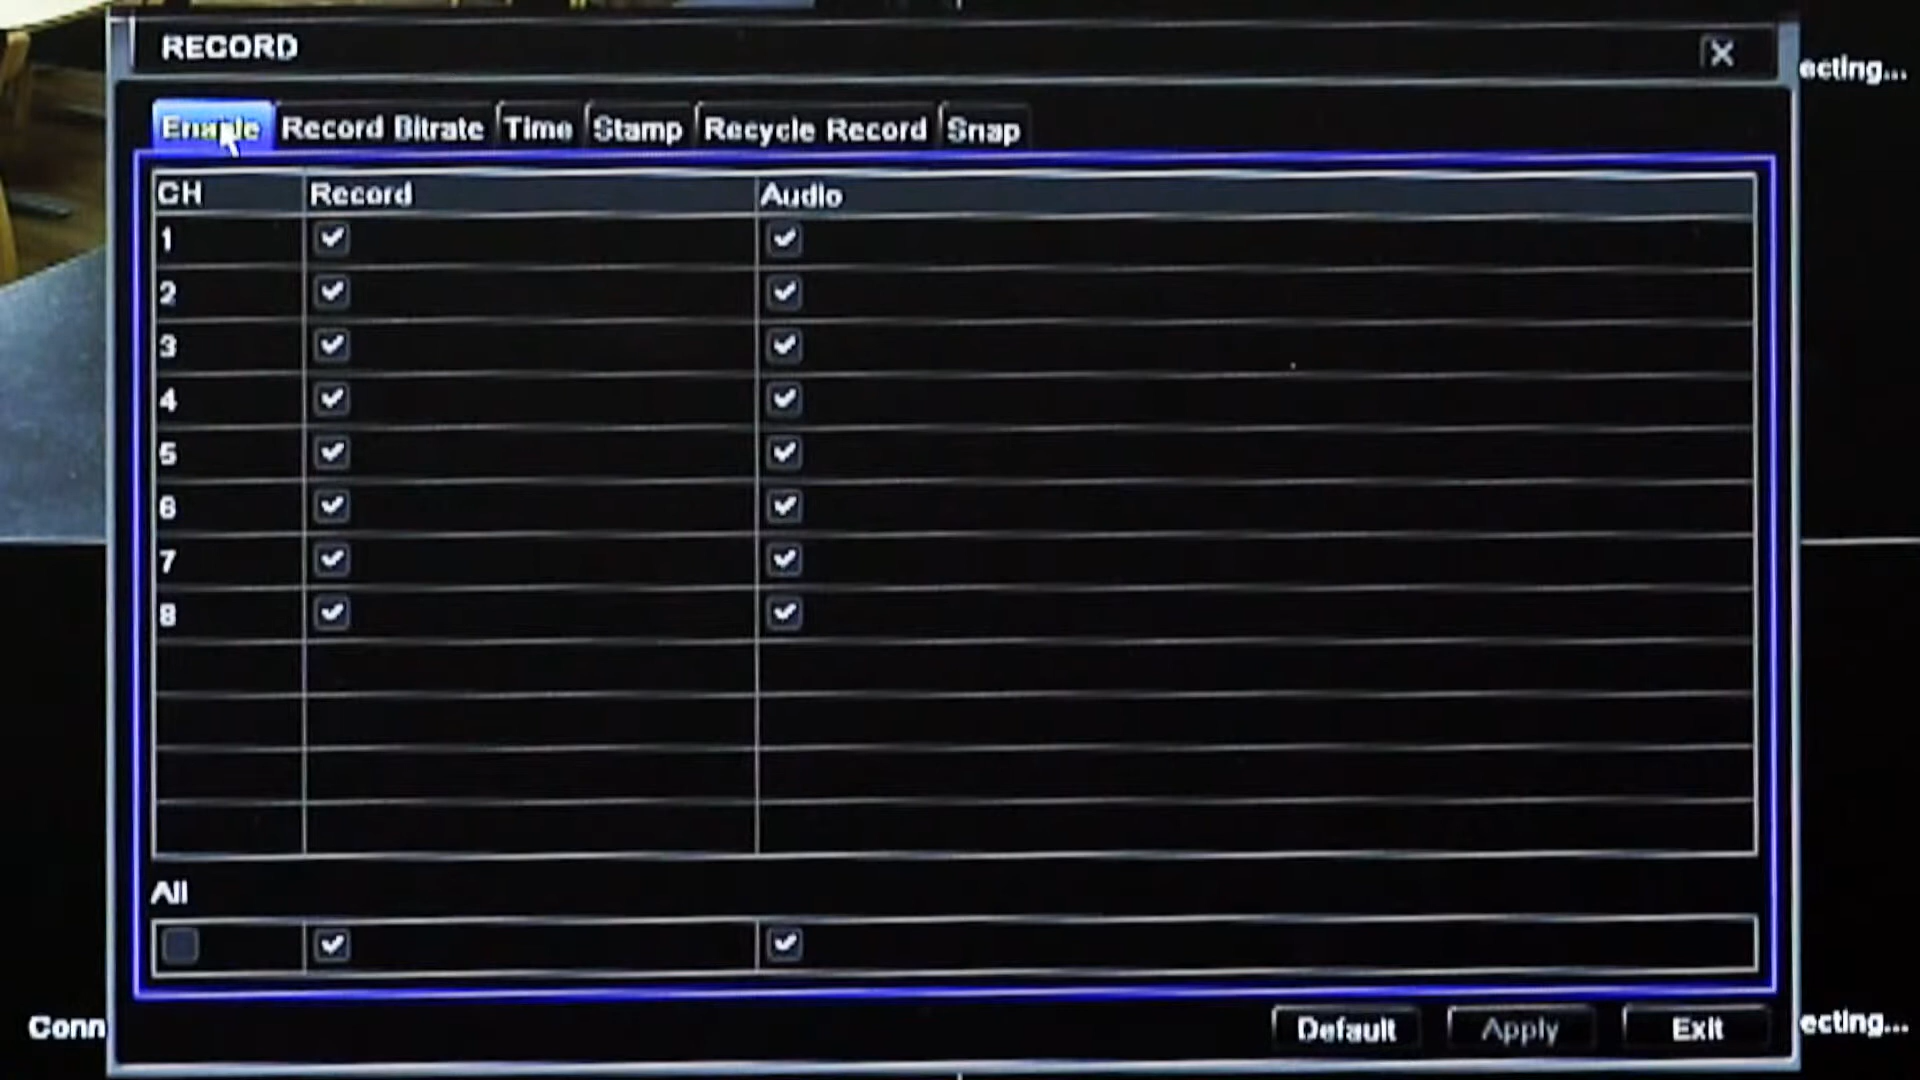 RECORD
ecting...
Enable Record Bitrate Time Stamp Recycle Record Snap
CH Record Audio
1
2
3
4
5
6
7
8
All
Default Apply Exit
Conn
ecting...